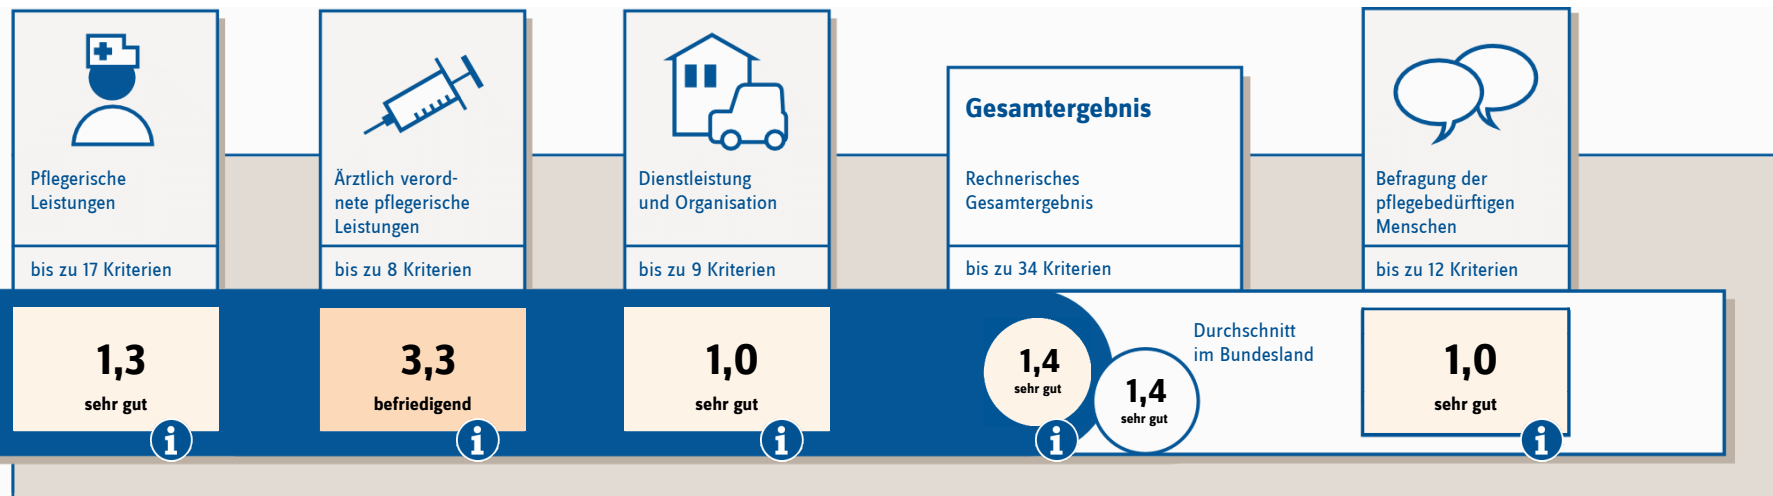 Pflegerische
Leistungen
bis zu 17 Kriterien
1,3
sehr gut
i
Ärztlich verord-
nete pflegerische
Leistungen
bis zu 8 Kriterien
3,3
befriedigend
i
Dienstleistung
und Organisation
bis zu 9 Kriterien
1,0
sehr gut
i
Gesamtergebnis
Rechnerisches
Gesamtergebnis
bis zu 34 Kriterien
1,4
sehr gut
i
Durchschnitt
im Bundesland
1,4
sehr gut
Befragung der
pflegebedürftigen
Menschen
bis zu 12 Kriterien
1,0
sehr gut
i